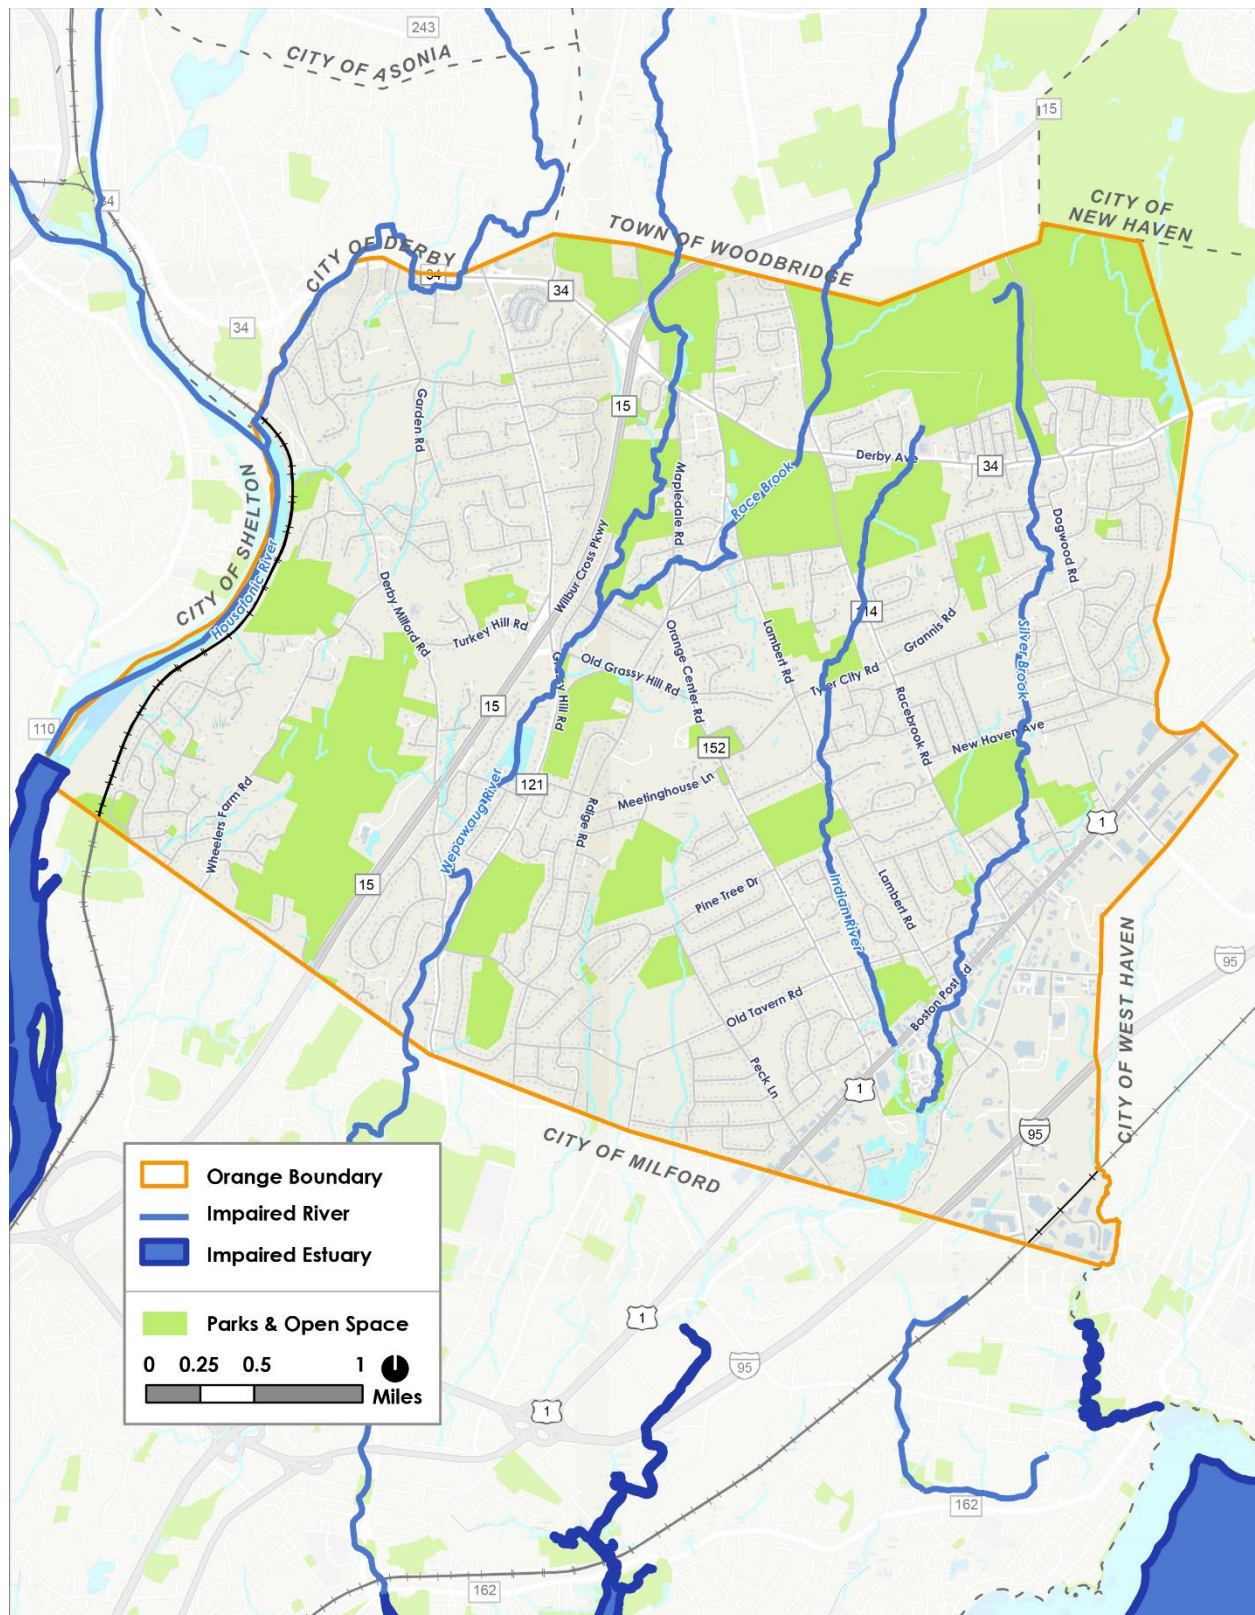 243
CITY OF ASONIA
15
34
CITY OF
NEW HAVEN
TOWN OF WOODBRIDGE
CITY OF DERBY
34
34
34
15
Garden Rd
Mapledale Rd
Race Brook
Derby Ave
34
CITY OF SHELTON
Housatonic River
Wilbur Cross Pkwy
Dogwood Rd
Derby Milford Rd
Turkey Hill Rd
114
Grannis Rd
Silver Brook
Orange Center Rd
Lambert Rd
Old Grassy Hill Rd
Grassy Hill Rd
Tyler City Rd
Racebrook Rd
15
110
152
New Haven Ave
121
Meetinghouse Ln
Wepawaug River
Rdige Rd
Wheelers Farm Rd
1
15
Pine Tree Dr
Indian River
Lambert Rd
CITY OF WEST HAVEN
95
Old Tavern Rd
Boston Post Rd
Peck Ln
1
95
CITY OF MILFORD
Orange Boundary
Impaired River
Impaired Estuary
Parks & Open Space
0 0.25 0.5 1
Miles
1
95
1
162
162